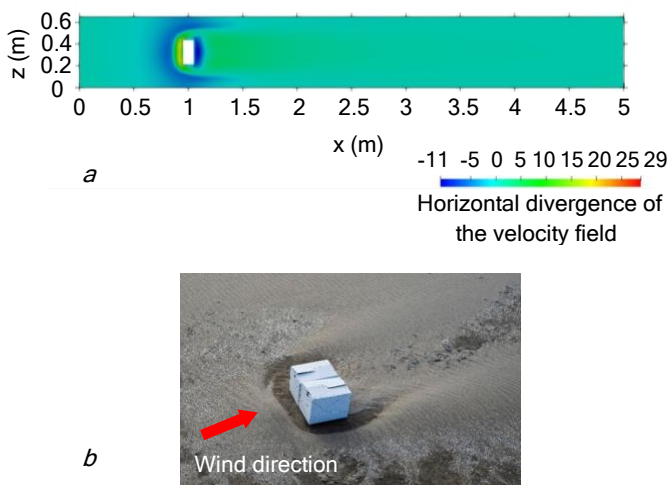 z (m)
0.6
0.4
0.2
0
0 0.5 1 1.5 2 2.5 3 3.5 4 4.5 5
x (m)
a
-11 -5 0 5 10 15 20 25 29
Horizontal divergence of
the velocity field
b
Wind direction